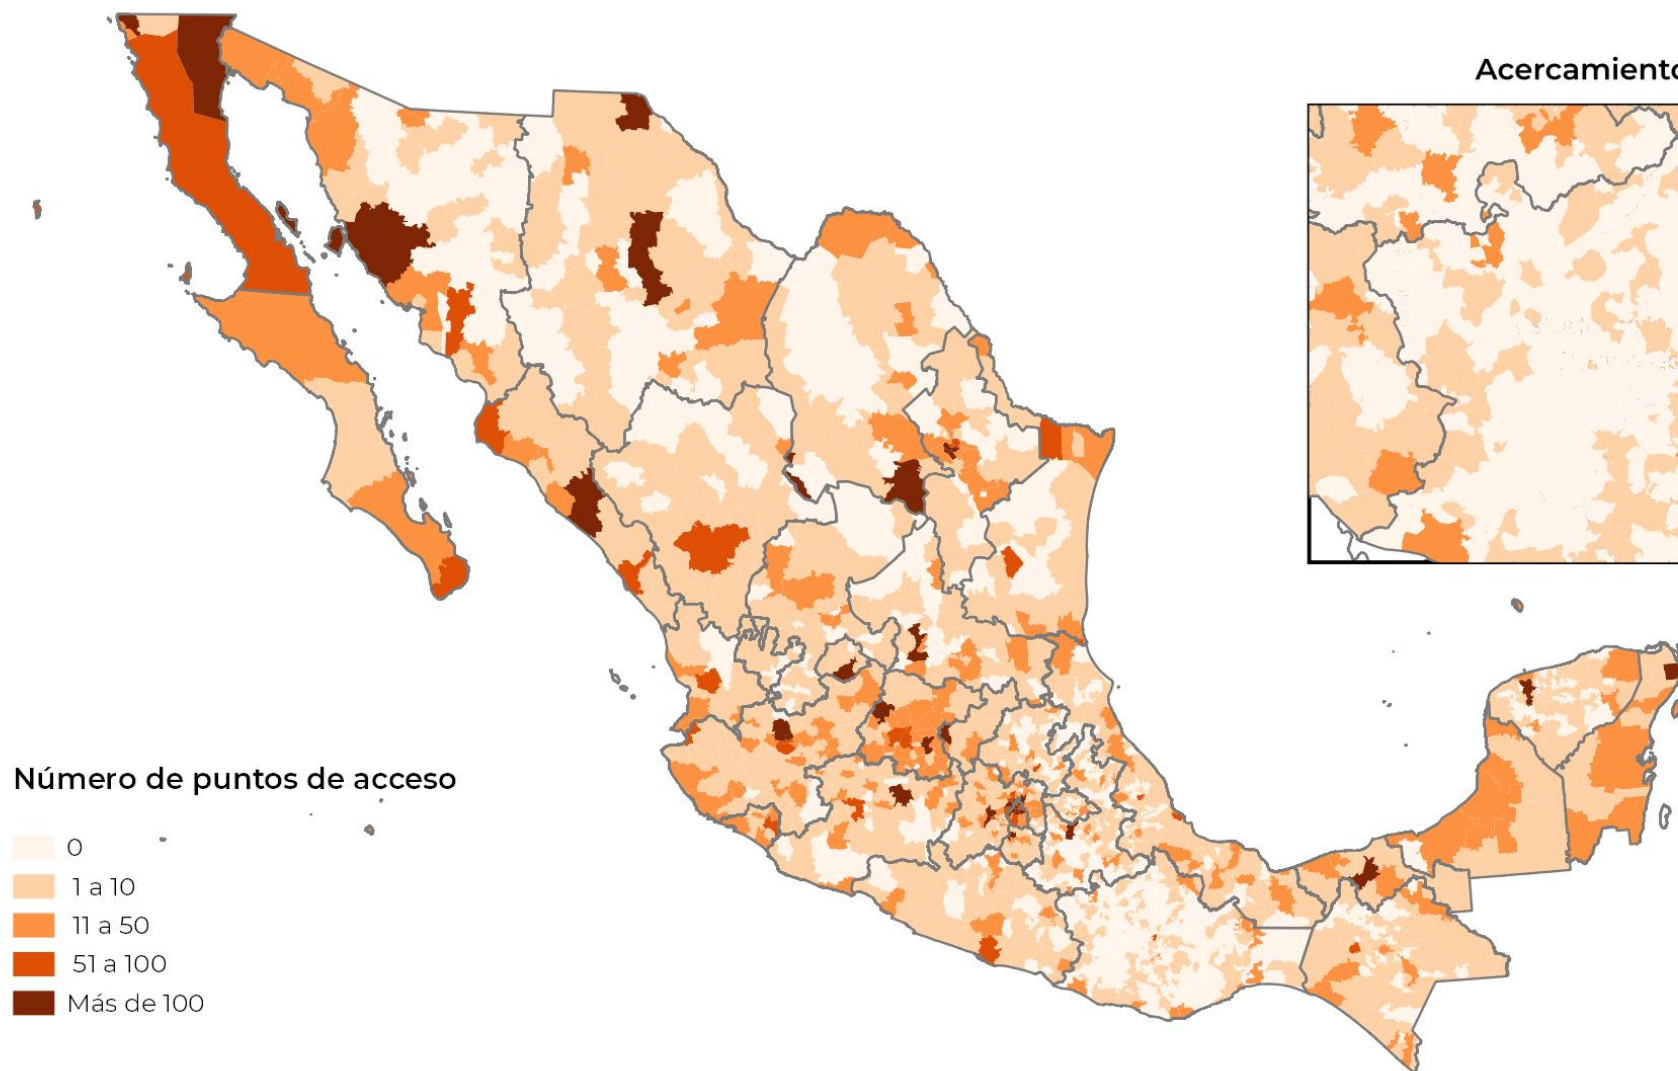 Acercamiento
Número de puntos de acceso
0
1 a 10
11 a 50
51 a 100
Más de 100